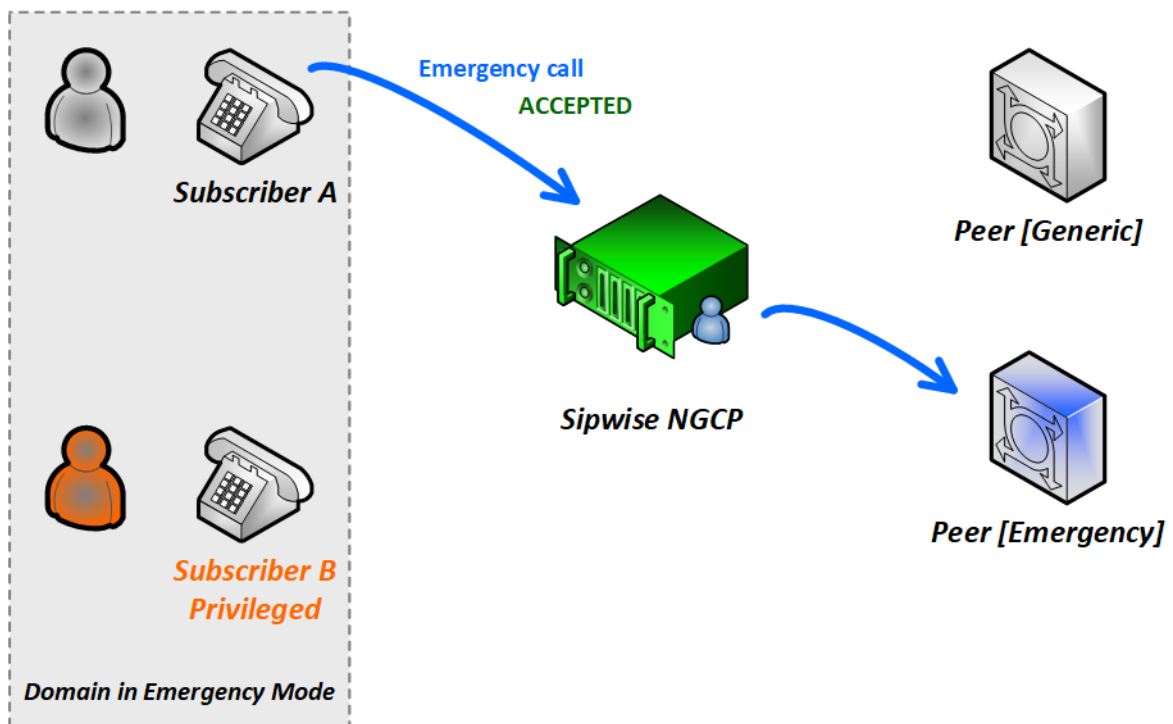 Emergency call
ACCEPTED
Subscriber A
Peer [Generic]
Sipwise NGCP
Peer [Emergency]
Subscriber B
Privileged
Domain in Emergency Mode